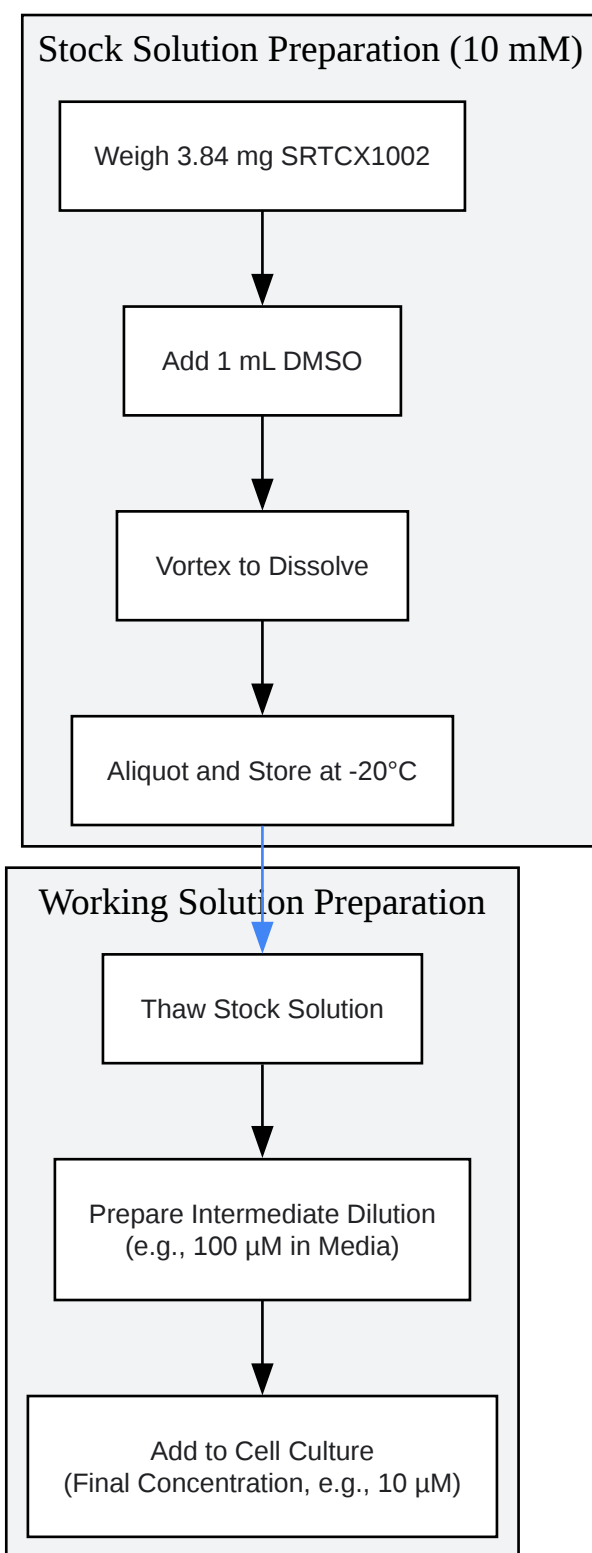 Stock Solution Preparation (10 mM)
Weigh 3.84 mg SRTCX1002
Add 1 mL DMSO
Vortex to Dissolve
Aliquot and Store at -20°C
Working Solution Preparation
Thaw Stock Solution
Prepare Intermediate Dilution
(e.g., 100 µM in Media)
Add to Cell Culture
(Final Concentration, e.g., 10 µM)